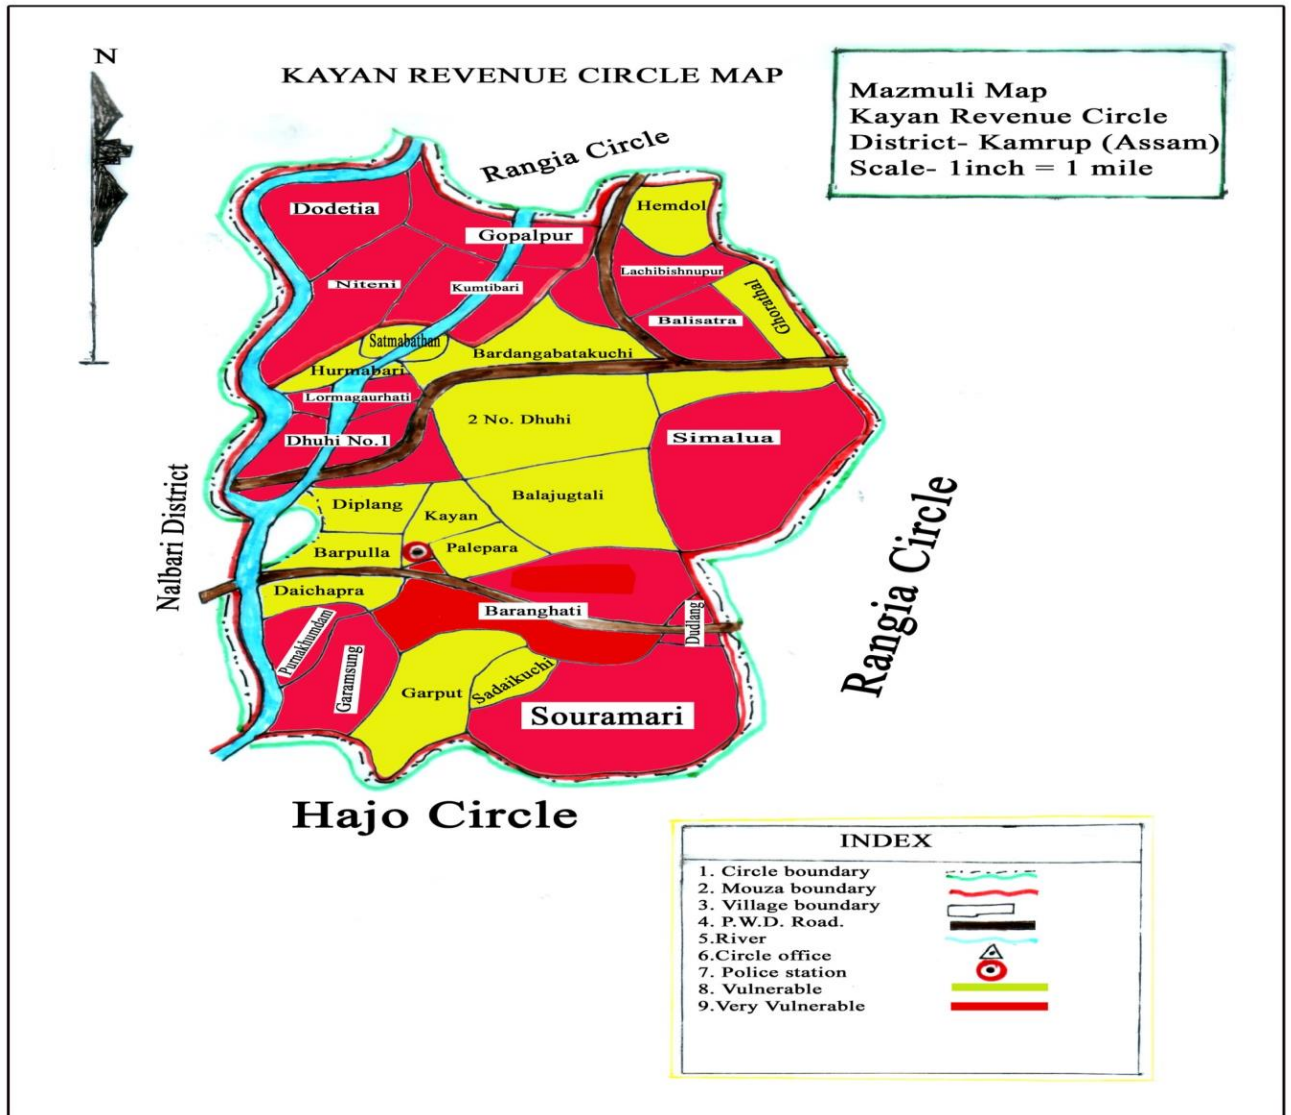 N
KAYAN REVENUE CIRCLE MAP
Mazmuli Map
Kayan Revenue Circle
District- Kamrup (Assam)
Scale- 1inch = 1 mile
Rangia Circle
Hemdol
Dodetia
Gopalpur
Lachibishnupur
Niteni
Kumtibari
Ghorathal
Balisatra
Satmabathan
Bardangabatakuchi
Hurmabari
Lormagaurhati
2 No. Dhuhi
Dhuhi No.1
Simalua
Nalbari District
Diplang
Balajugtali
Kayan
Barpulla
Palepara
Rangia Circle
Daichapra
Baranghati
Dudlang
Purnakhumdam
Garamsung
Garput
Sadaikuchi
Souramari
Hajo Circle
INDEX
1. Circle boundary
2. Mouza boundary
3. Village boundary
4. P.W.D. Road.
5.River
6.Circle office
7. Police station
8. Vulnerable
9.Very Vulnerable